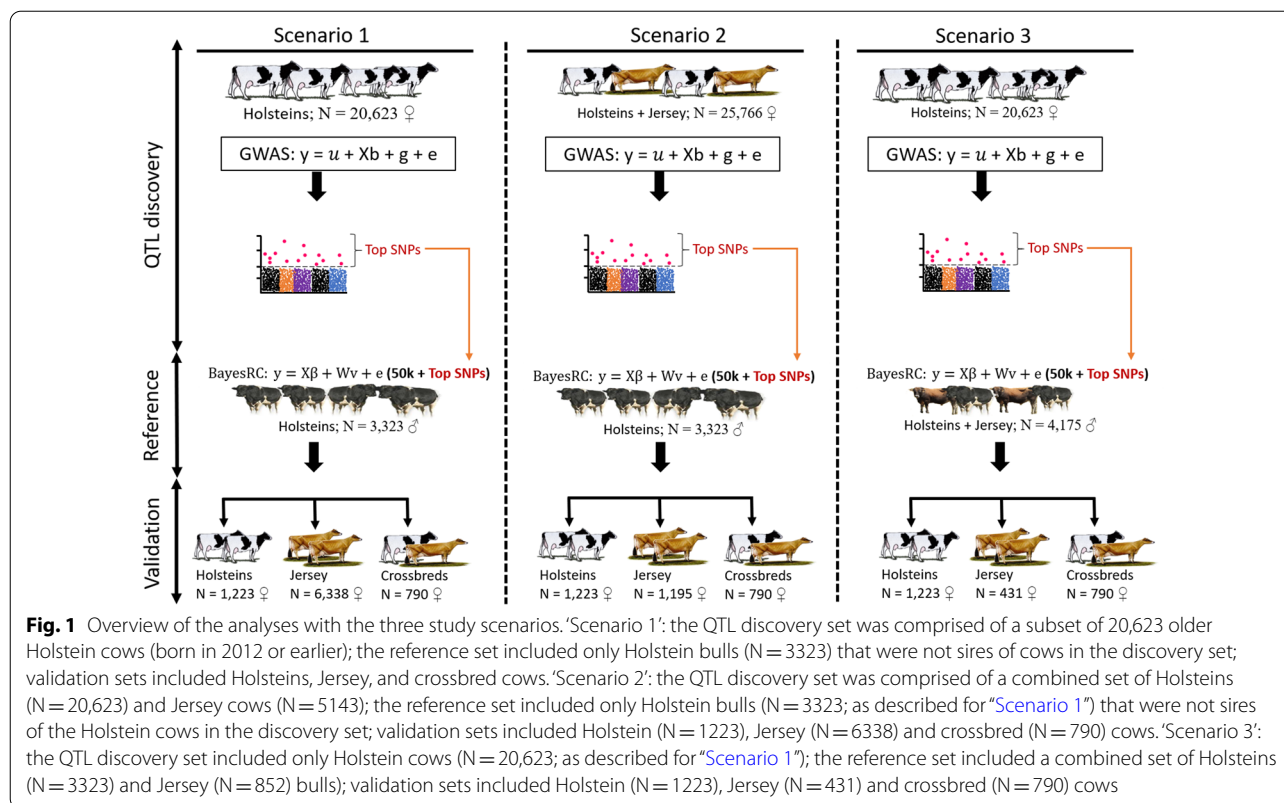 Scenario 1
Scenario 2
Scenario 3
QTL discovery
Holsteins; N = 20,623 ♀
Holsteins + Jersey; N = 25,766 ♀
Holsteins; N = 20,623 ♀
GWAS: y = u + Xb + g + e
GWAS: y = u + Xb + g + e
GWAS: y = u + Xb + g + e
Top SNPs
Top SNPs
Top SNPs
Reference
BayesRC: y = Xβ + Wv + e (50k + Top SNPs)
BayesRC: y = Xβ + Wv + e (50k + Top SNPs)
BayesRC: y = Xβ + Wv + e (50k + Top SNPs)
Holsteins; N = 3,323 ♂
Holsteins; N = 3,323 ♂
Holsteins + Jersey; N = 4,175 ♂
Validation
Holsteins
N = 1,223 ♀
Jersey
N = 6,338 ♀
Crossbreds
N = 790 ♀
Holsteins
N = 1,223 ♀
Jersey
N = 1,195 ♀
Crossbreds
N = 790 ♀
Holsteins
N = 1,223 ♀
Jersey
N = 431 ♀
Crossbreds
N = 790 ♀
Fig. 1 Overview of the analyses with the three study scenarios. ‘Scenario 1’: the QTL discovery set was comprised of a subset of 20,623 older
Holstein cows (born in 2012 or earlier); the reference set included only Holstein bulls (N = 3323) that were not sires of cows in the discovery set;
validation sets included Holsteins, Jersey, and crossbred cows. ‘Scenario 2’: the QTL discovery set was comprised of a combined set of Holsteins
(N = 20,623) and Jersey cows (N = 5143); the reference set included only Holstein bulls (N = 3323; as described for “Scenario 1”) that were not sires
of the Holstein cows in the discovery set; validation sets included Holstein (N = 1223), Jersey (N = 6338) and crossbred (N = 790) cows. ‘Scenario 3’:
the QTL discovery set included only Holstein cows (N = 20,623; as described for “Scenario 1”); the reference set included a combined set of Holsteins
(N = 3323) and Jersey (N = 852) bulls); validation sets included Holstein (N = 1223), Jersey (N = 431) and crossbred (N = 790) cows